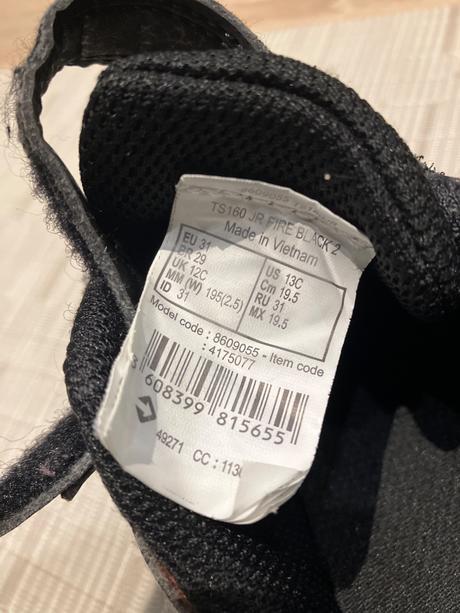 TS160 JR FIRE BLACK 2
Made in Vietnam
EU 31 US 13C
BR 29 Cm 19.5
UK 12C RU 31
MM (W) 195(2.5) MX 19.5
ID 31
Model code : 8609055 - Item code
: 4175077
3 608399 815655
49271 CC : 113